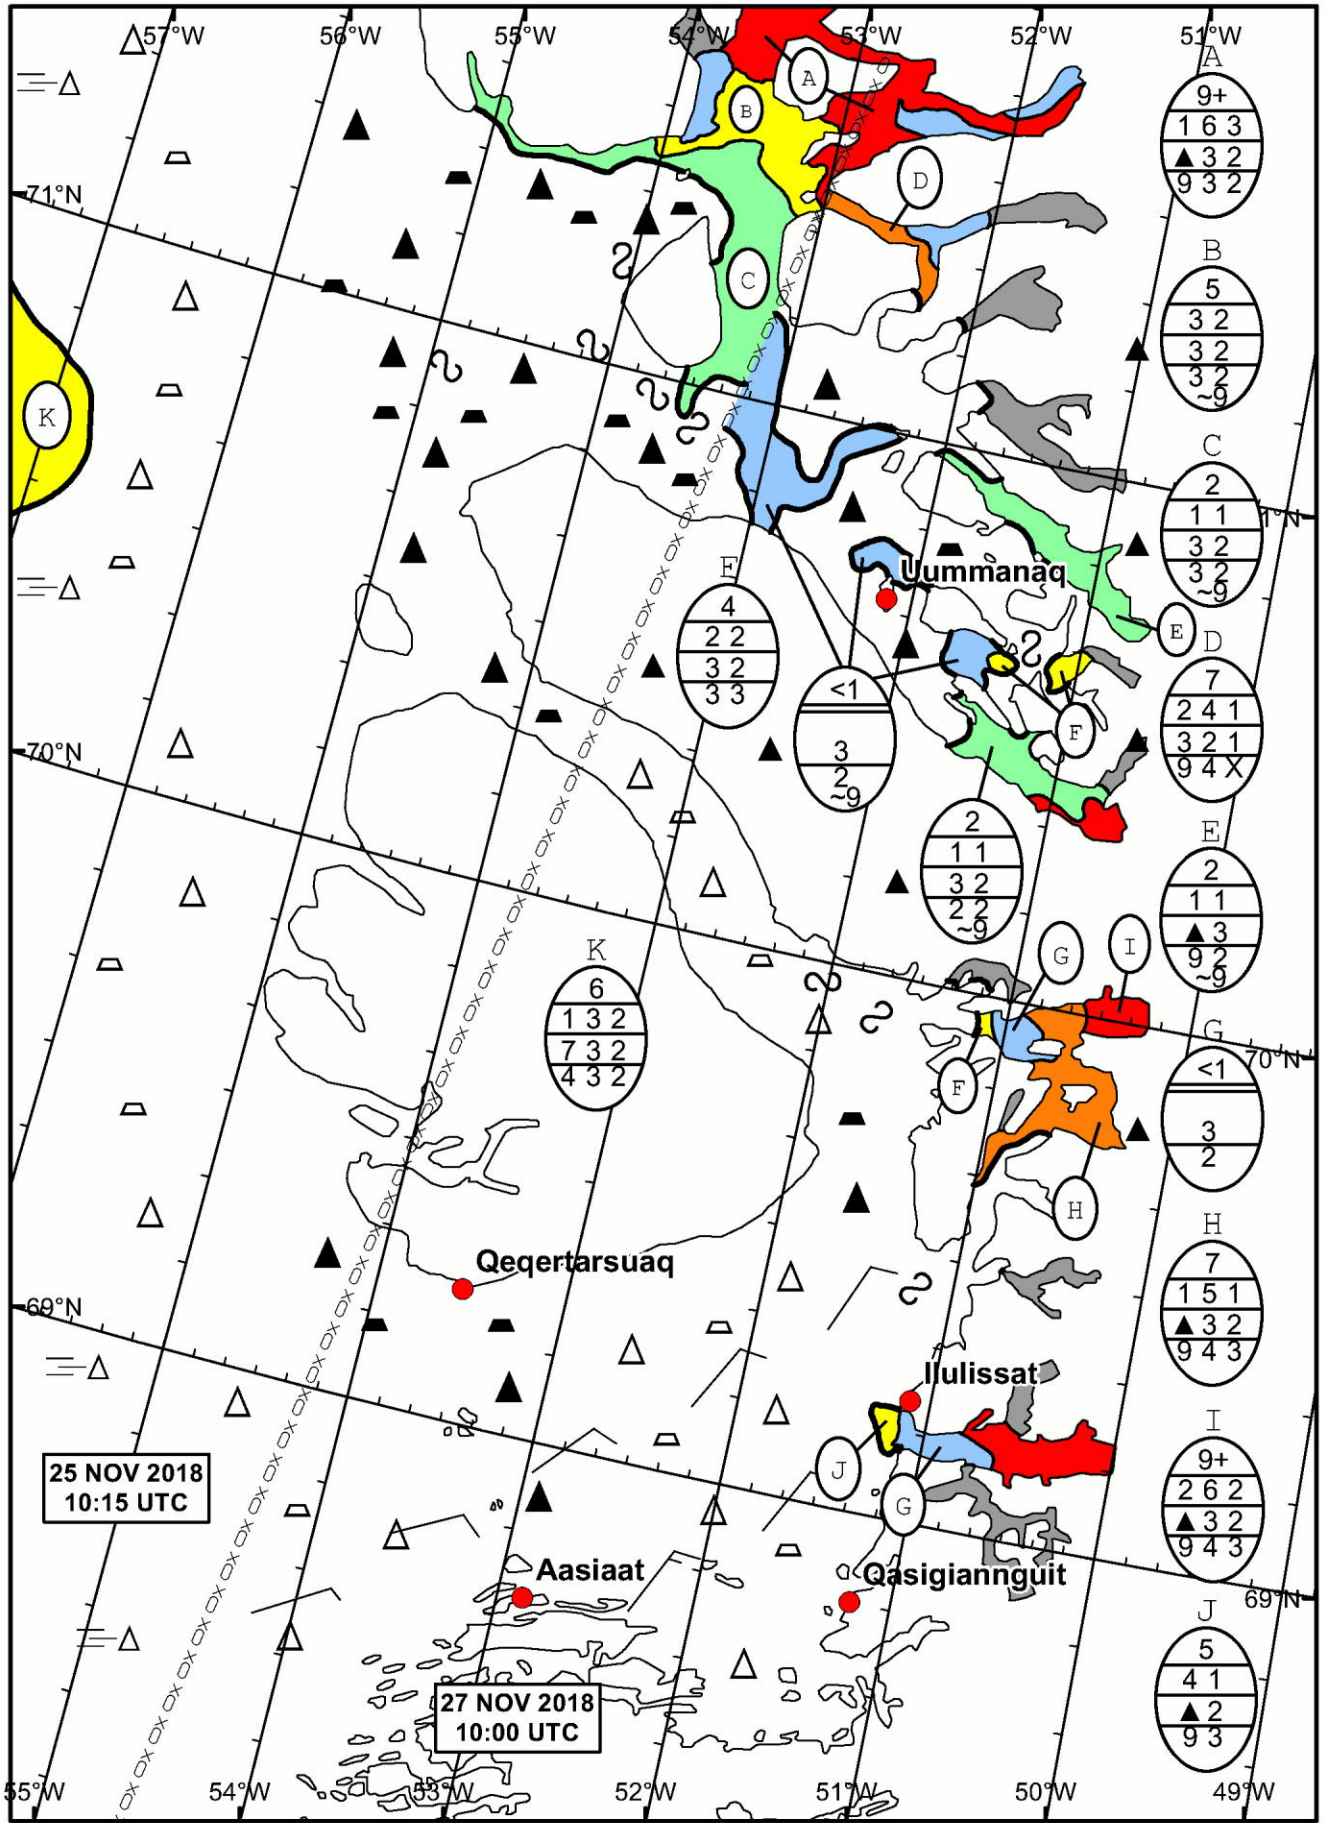 57°W 56°W 55°W 54°W 53°W 52°W 51°W
A
9+
1 6 3
▲ 3 2
9 3 2
A
B
D
71°N
B
5
3 2
3 2
3 2
~9
C
K
C
2
1 1
3 2
3 2
~9
71°N
Uummanaq
F
4
2 2
3 2
3 3
E
<1
3
2
~9
F
D
7
2 4 1
3 2 1
9 4 X
70°N
2
1 1
3 2
2 2
~9
E
2
1 1
▲ 3
9 2
~9
G
I
K
6
1 3 2
7 3 2
4 3 2
F
G
<1
3
2
70°N
H
H
7
1 5 1
▲ 3 2
9 4 3
Qeqertarsuaq
69°N
Ilulissat
I
9+
2 6 2
▲ 3 2
9 4 3
J
G
25 NOV 2018
10:15 UTC
Aasiaat
Qasigiannguit
69°N
J
5
4 1
▲ 2
9 3
27 NOV 2018
10:00 UTC
55°W 54°W 53°W 52°W 51°W 50°W 49°W